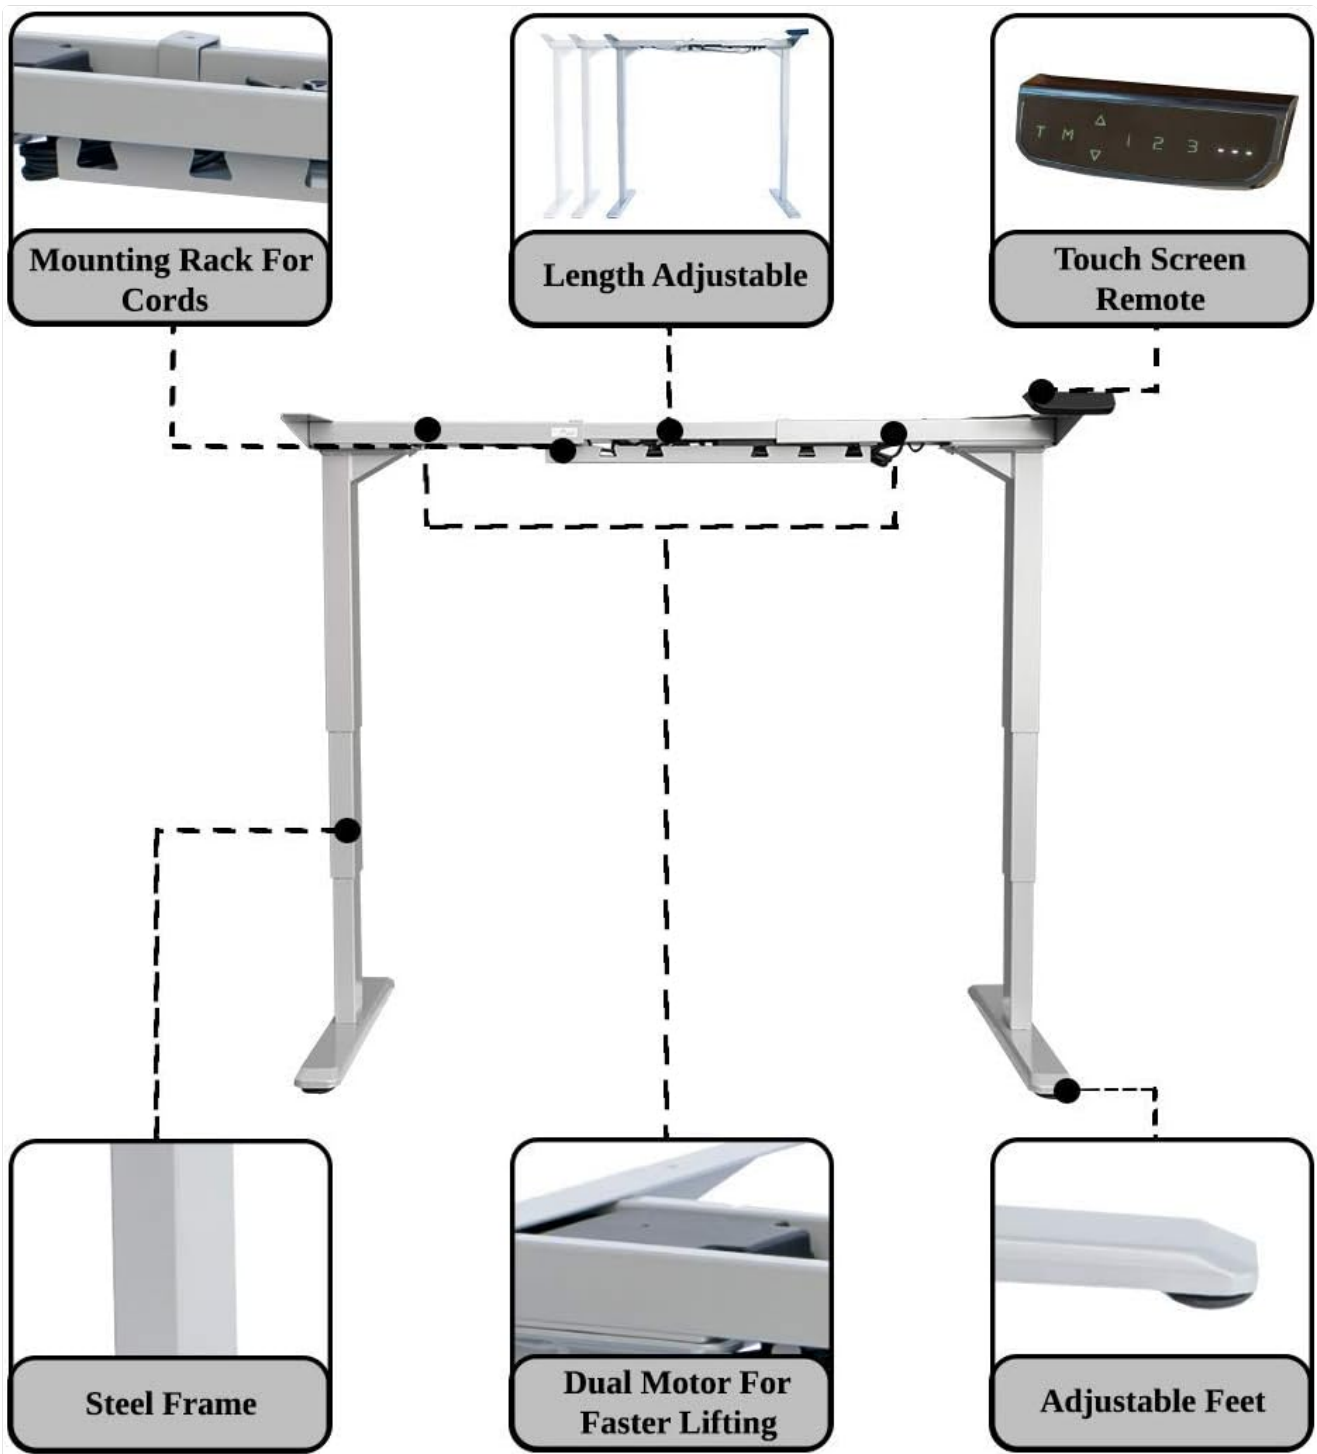 T M 1 2 3
Mounting Rack For
Cords
Length Adjustable
Touch Screen
Remote
Steel Frame
Dual Motor For
Faster Lifting
Adjustable Feet